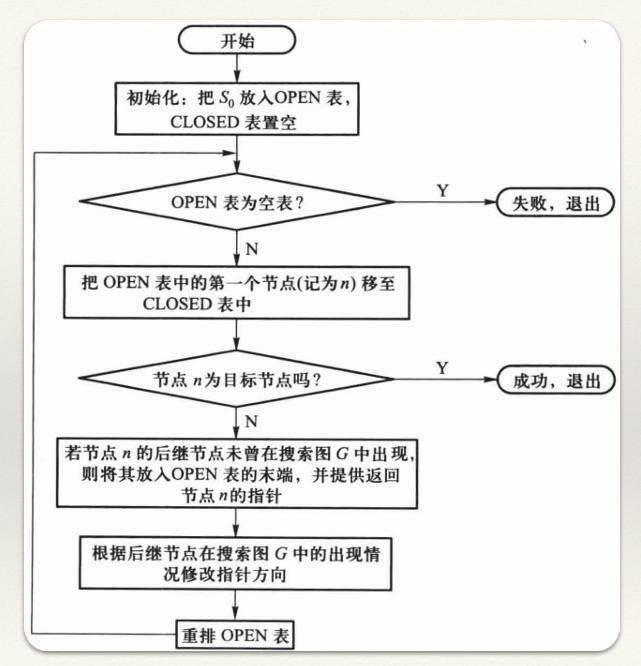 开始
初始化：把 S₀ 放入OPEN 表，
CLOSED 表置空
OPEN 表为空表？
Y
失败，退出
N
把 OPEN 表中的第一个节点(记为n) 移至
CLOSED 表中
节点 n为目标节点吗？
Y
成功，退出
N
若节点 n 的后继节点未曾在搜索图 G 中出现，
则将其放入OPEN 表的末端，并提供返回
节点n的指针
根据后继节点在搜索图 G 中的出现情
况修改指针方向
重排 OPEN 表